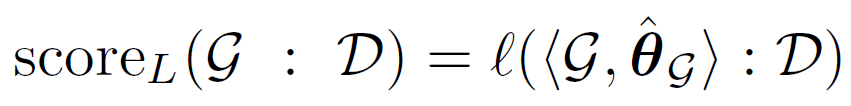 score_L(𝒢 : 𝒟) = ℓ(⟨𝒢, 𝜽̂_𝒢⟩ : 𝒟)